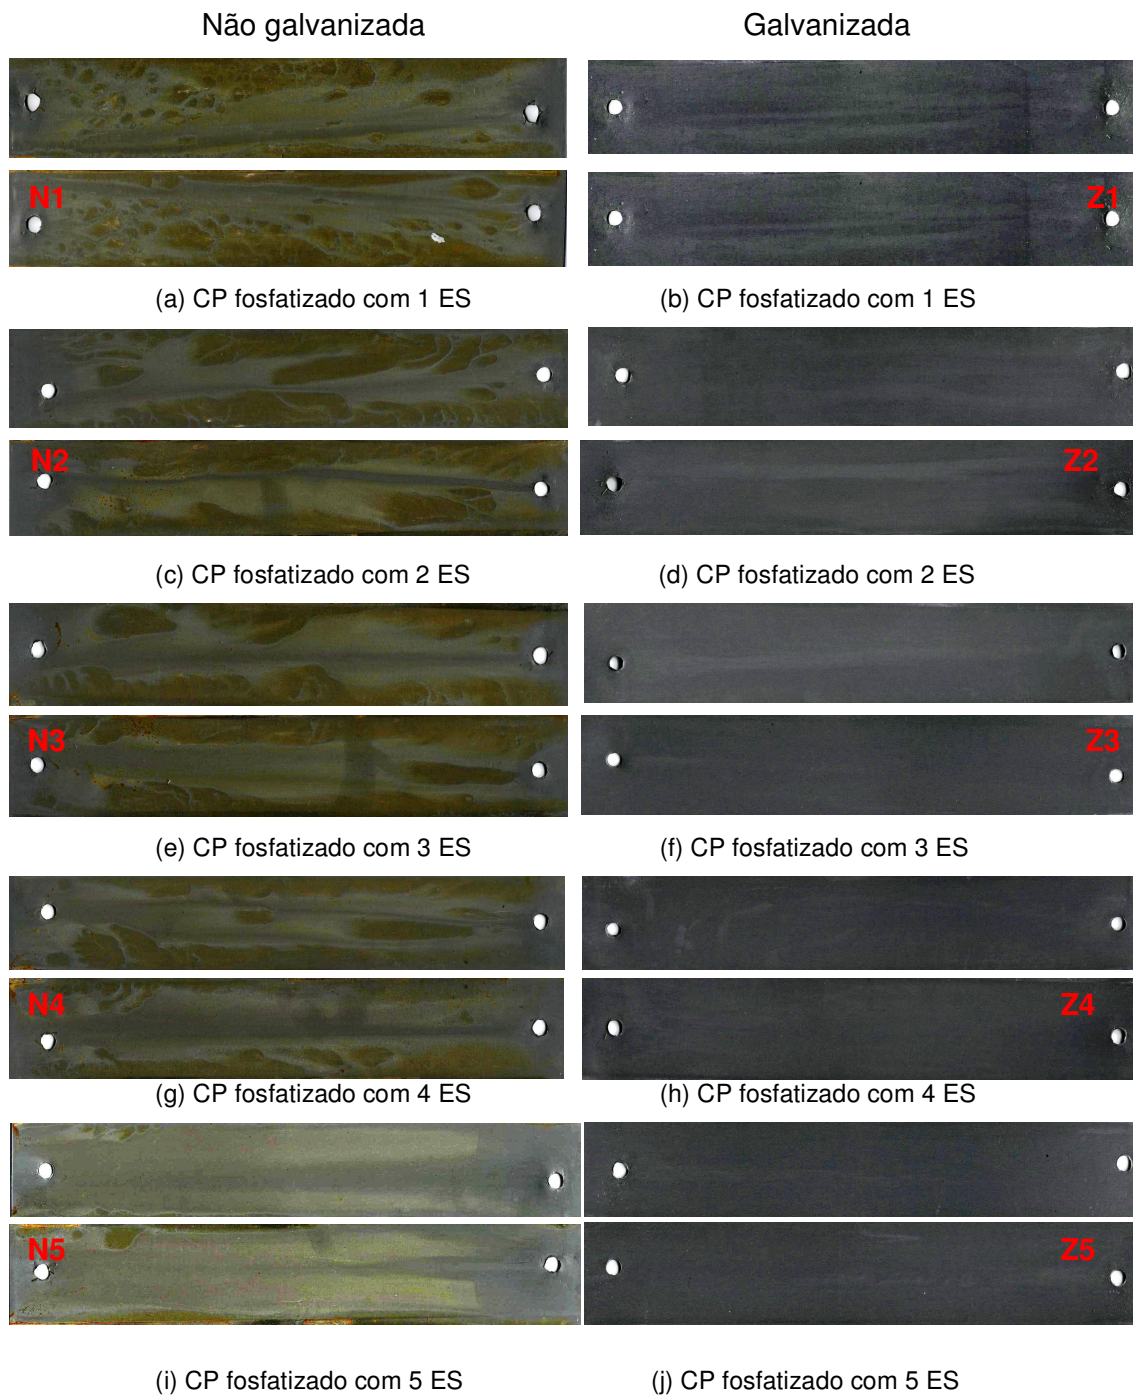 Não galvanizada
Galvanizada
N1
Z1
(a) CP fosfatizado com 1 ES
(b) CP fosfatizado com 1 ES
N2
Z2
(c) CP fosfatizado com 2 ES
(d) CP fosfatizado com 2 ES
N3
Z3
(e) CP fosfatizado com 3 ES
(f) CP fosfatizado com 3 ES
N4
Z4
(g) CP fosfatizado com 4 ES
(h) CP fosfatizado com 4 ES
N5
Z5
(i) CP fosfatizado com 5 ES
(j) CP fosfatizado com 5 ES